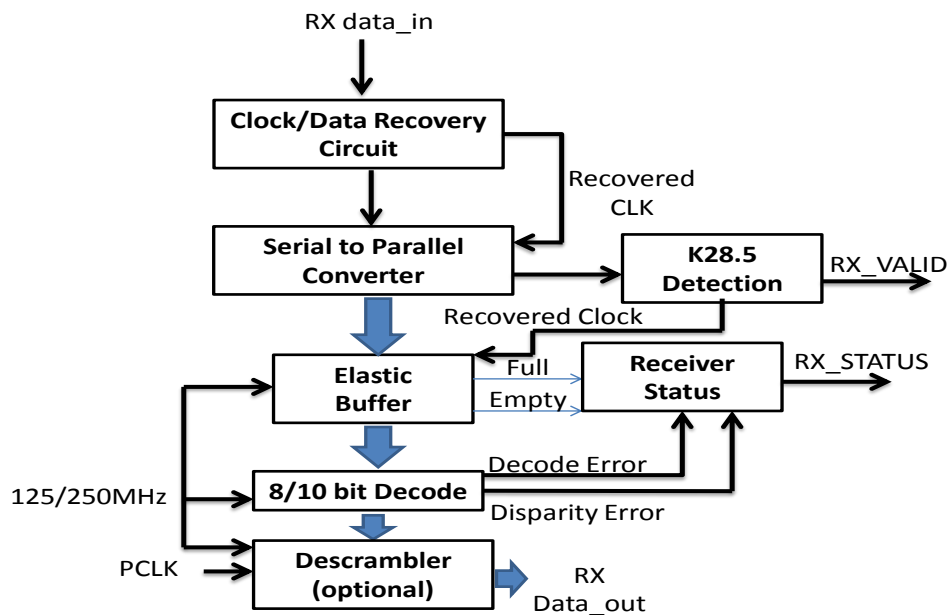 RX data_in
Clock/Data Recovery
Circuit
Recovered
CLK
Serial to Parallel
Converter
K28.5
Detection
RX_VALID
Recovered Clock
Elastic
Buffer
Full
Empty
Receiver
Status
RX_STATUS
Decode Error
8/10 bit Decode
125/250MHz
Disparity Error
Descrambler
(optional)
PCLK
RX
Data_out